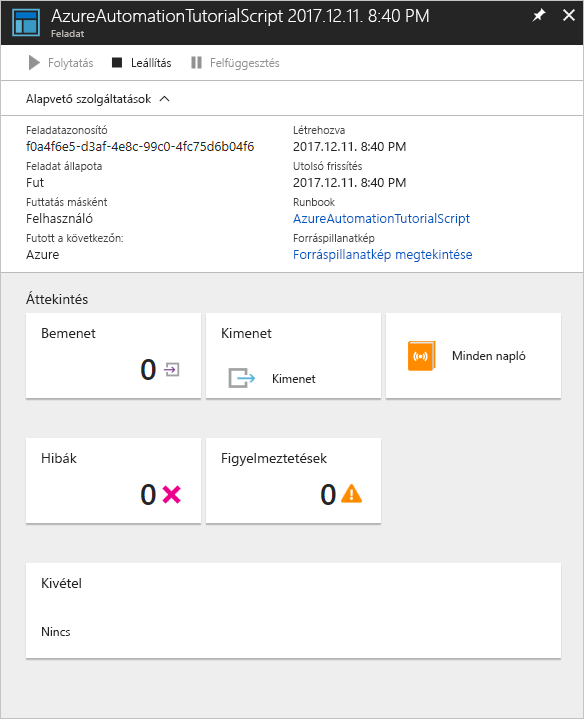 AzureAutomationTutorialScript 2017.12.11. 8:40 PM
Feladat
Folytatás Leállítás Felfüggesztés
Alapvető szolgáltatások
Feladatazonosító
f0a4f6e5-d3af-4e8c-99c0-4fc75d6b04f6
Feladat állapota
Fut
Futtatás másként
Felhasználó
Futott a következőn:
Azure
Létrehozva
2017.12.11. 8:40 PM
Utolsó frissítés
2017.12.11. 8:40 PM
Runbook
AzureAutomationTutorialScript
Forráspillanatkép
Forráspillanatkép megtekintése
Áttekintés
Bemenet
0
Kimenet
Kimenet
Minden napló
Hibák
0
Figyelmeztetések
0
Kivétel
Nincs